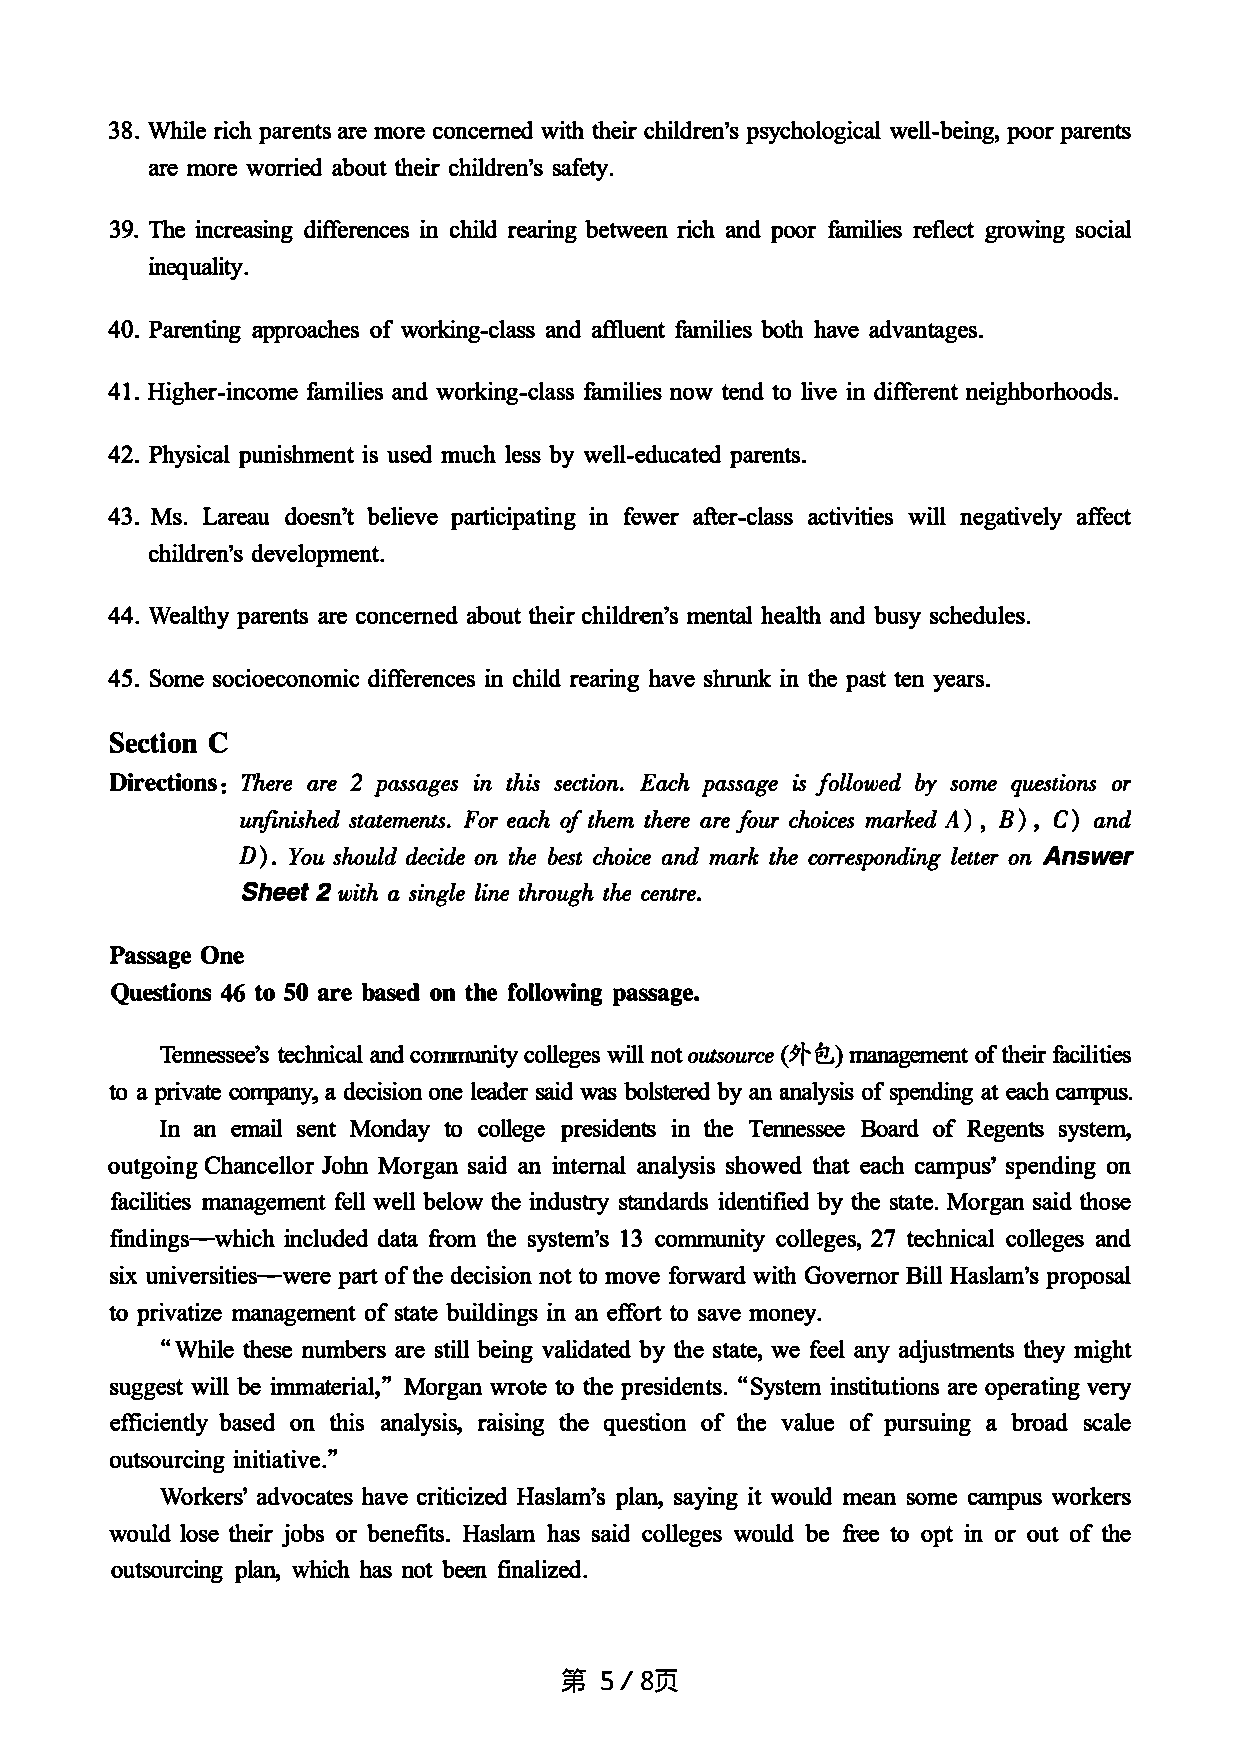 38. While rich parents are more concerned with their children's psychological well-being, poor parents
are more worried about their children's safety.
39. The increasing differences in child rearing between rich and poor families reflect growing social
inequality.
40. Parenting approaches of working-class and affluent families both have advantages.
41. Higher-income families and working-class families now tend to live in different neighborhoods.
42. Physical punishment is used much less by well-educated parents.
43. Ms. Lareau doesn't believe participating in fewer after-class activities will negatively affect
children's development.
44. Wealthy parents are concerned about their children's mental health and busy schedules.
45. Some socioeconomic differences in child rearing have shrunk in the past ten years.
Section C
Directions: There are 2 passages in this section. Each passage is followed by some questions or
unfinished statements. For each of them there are four choices marked A), B), C) and
D). You should decide on the best choice and mark the corresponding letter on Answer
Sheet 2 with a single line through the centre.
Passage One
Questions 46 to 50 are based on the following passage.
Tennessee's technical and community colleges will not outsource (外包) management of their facilities
to a private company, a decision one leader said was bolstered by an analysis of spending at each campus.
In an email sent Monday to college presidents in the Tennessee Board of Regents system,
outgoing Chancellor John Morgan said an internal analysis showed that each campus' spending on
facilities management fell well below the industry standards identified by the state. Morgan said those
findings—which included data from the system's 13 community colleges, 27 technical colleges and
six universities—were part of the decision not to move forward with Governor Bill Haslam's proposal
to privatize management of state buildings in an effort to save money.
"While these numbers are still being validated by the state, we feel any adjustments they might
suggest will be immaterial," Morgan wrote to the presidents. "System institutions are operating very
efficiently based on this analysis, raising the question of the value of pursuing a broad scale
outsourcing initiative."
Workers' advocates have criticized Haslam's plan, saying it would mean some campus workers
would lose their jobs or benefits. Haslam has said colleges would be free to opt in or out of the
outsourcing plan, which has not been finalized.
第 5 / 8页